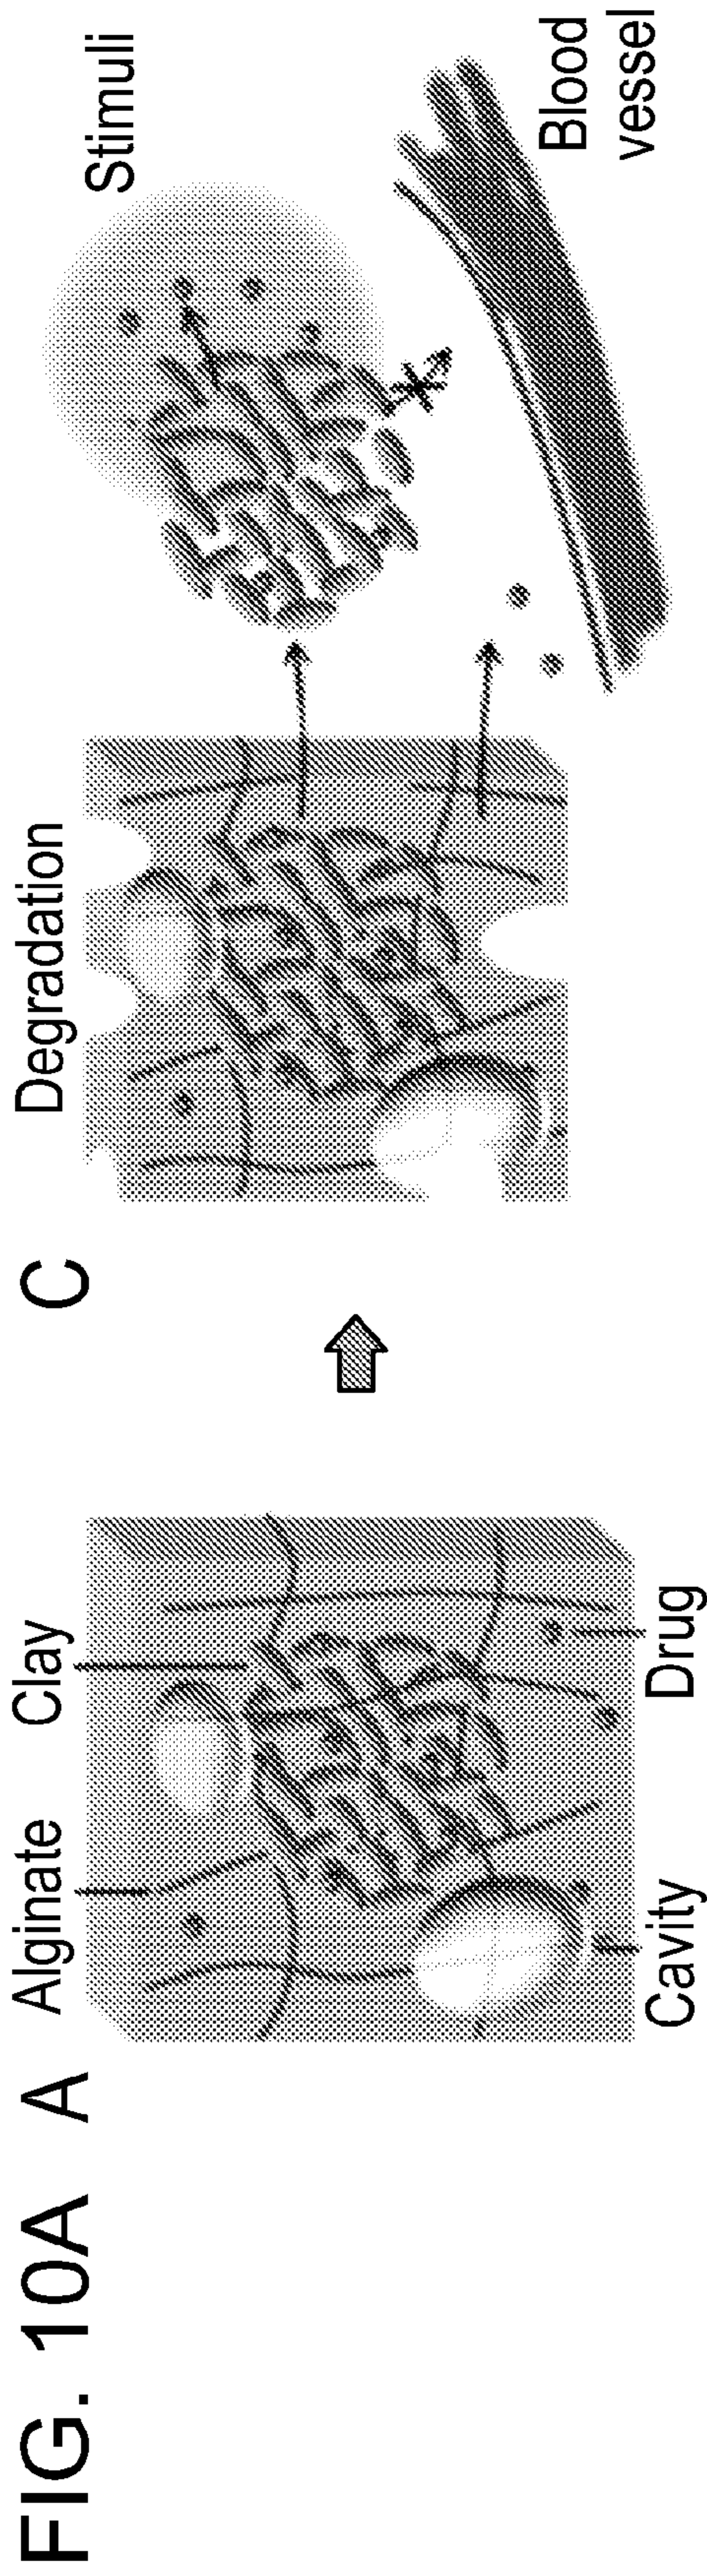 FIG. 10A
A
Alginate
Clay
Cavity
Drug
C
Degradation
Stimuli
Blood
vessel